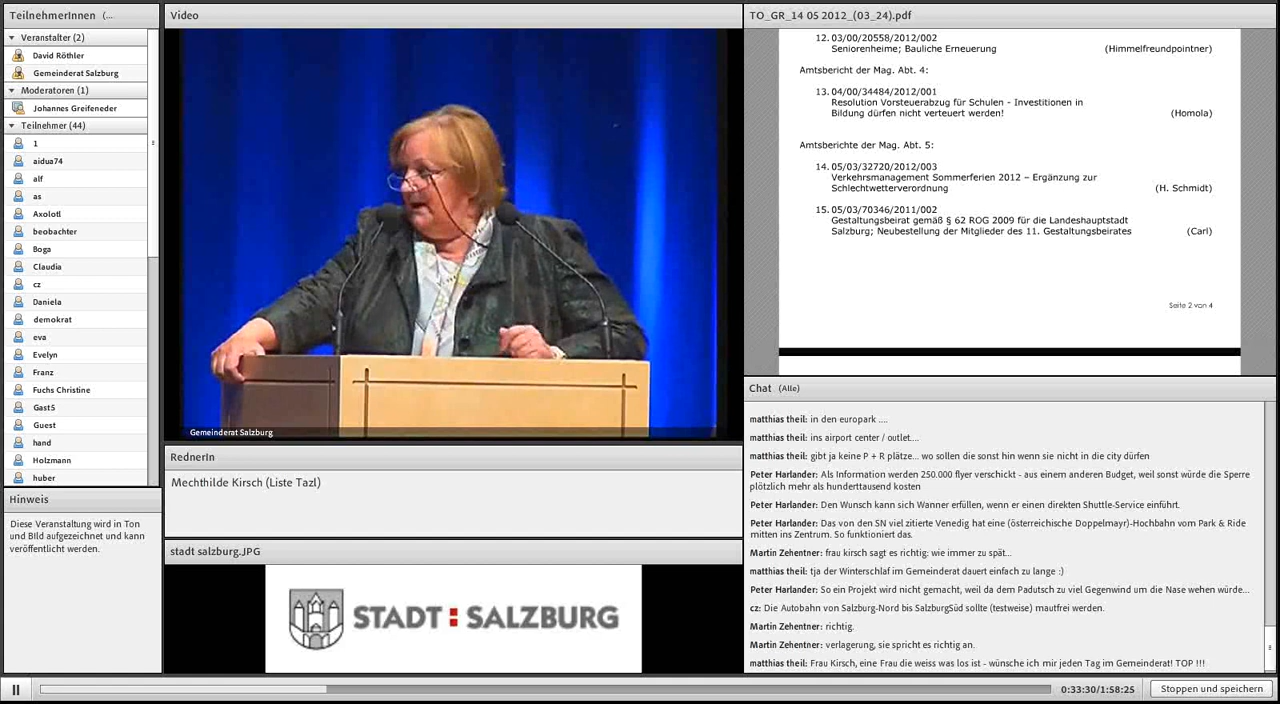 TeilnehmerInnen (...
Veranstalter (2)
David Röthler
Gemeinderat Salzburg
Moderatoren (1)
Johannes Greifeneder
Teilnehmer (44)
1
aidua74
alf
as
Axolotl
beobachter
Boga
Claudia
cz
Daniela
demokrat
eva
Evelyn
Franz
Fuchs Christine
Gast5
Guest
hand
Holzmann
huber
Hinweis
Diese Veranstaltung wird in Ton
und BIld aufgezeichnet und kann
veröffentlicht werden.
Video
Gemeinderat Salzburg
RednerIn
Mechthilde Kirsch (Liste Tazl)
stadt salzburg.JPG
STADT : SALZBURG
TO_GR_14 05 2012_(03_24).pdf
12. 03/00/20558/2012/002
Seniorenheime; Bauliche Erneuerung (Himmelfreundpointner)
Amtsbericht der Mag. Abt. 4:
13. 04/00/34484/2012/001
Resolution Vorsteuerabzug für Schulen - Investitionen in
Bildung dürfen nicht verteuert werden! (Homola)
Amtsberichte der Mag. Abt. 5:
14. 05/03/32720/2012/003
Verkehrsmanagement Sommerferien 2012 – Ergänzung zur
Schlechtwetterverordnung (H. Schmidt)
15. 05/03/70346/2011/002
Gestaltungsbeirat gemäß § 62 ROG 2009 für die Landeshauptstadt
Salzburg; Neubestellung der Mitglieder des 11. Gestaltungsbeirates (Carl)
Seite 2 von 4
Chat (Alle)
matthias theil: in den europark ....
matthias theil: ins airport center / outlet....
matthias theil: gibt ja keine P + R plätze... wo sollen die sonst hin wenn sie nicht in die city dürfen
Peter Harlander: Als Information werden 250.000 flyer verschickt - aus einem anderen Budget, weil sonst würde die Sperre
plötzlich mehr als hunderttausend kosten
Peter Harlander: Den Wunsch kann sich Wanner erfüllen, wenn er einen direkten Shuttle-Service einführt.
Peter Harlander: Das von den SN viel zitierte Venedig hat eine (österreichische Doppelmayr)-Hochbahn vom Park & Ride
mitten ins Zentrum. So funktioniert das.
Martin Zehentner: frau kirsch sagt es richtig: wie immer zu spät...
matthias theil: tja der Winterschlaf im Gemeinderat dauert einfach zu lange :)
Peter Harlander: So ein Projekt wird nicht gemacht, weil da dem Padutsch zu viel Gegenwind um die Nase wehen würde...
cz: Die Autobahn von Salzburg-Nord bis SalzburgSüd sollte (testweise) mautfrei werden.
Martin Zehentner: richtig.
Martin Zehentner: verlagerung, sie spricht es richtig an.
matthias theil: Frau Kirsch, eine Frau die weiss was los ist - wünsche ich mir jeden Tag im Gemeinderat! TOP !!!
0:33:30/1:58:25
Stoppen und speichern